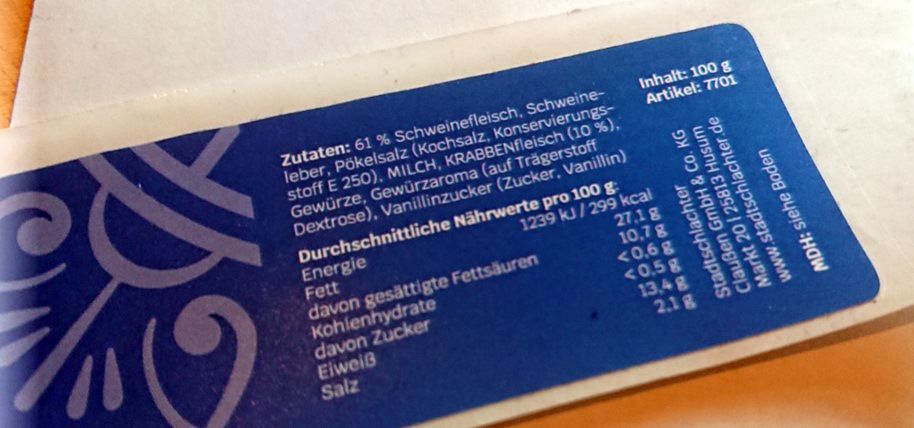 Zutaten: 61 % Schweinefleisch, Schweine-
leber, Pökelsalz (Kochsalz, Konservierungs-
stoff E 250), MILCH, KRABBENfleisch (10 %),
Gewürze, Gewürzaroma (auf Trägerstoff
Dextrose), Vanillinzucker (Zucker, Vanillin)
Durchschnittliche Nährwerte pro 100 g:
Energie 1239 kJ / 299 kcal
Fett 27,1 g
davon gesättigte Fettsäuren 10,7 g
Kohlenhydrate <0,6 g
davon Zucker <0,5 g
Eiweiß 13,4 g
Salz 2,1 g
Inhalt: 100 g
Artikel: 7701
Stadtschlachter
Claußen GmbH & Co. KG
Markt 20 | 25813 Husum
www.stadtschlachter.de
MDH: siehe Boden